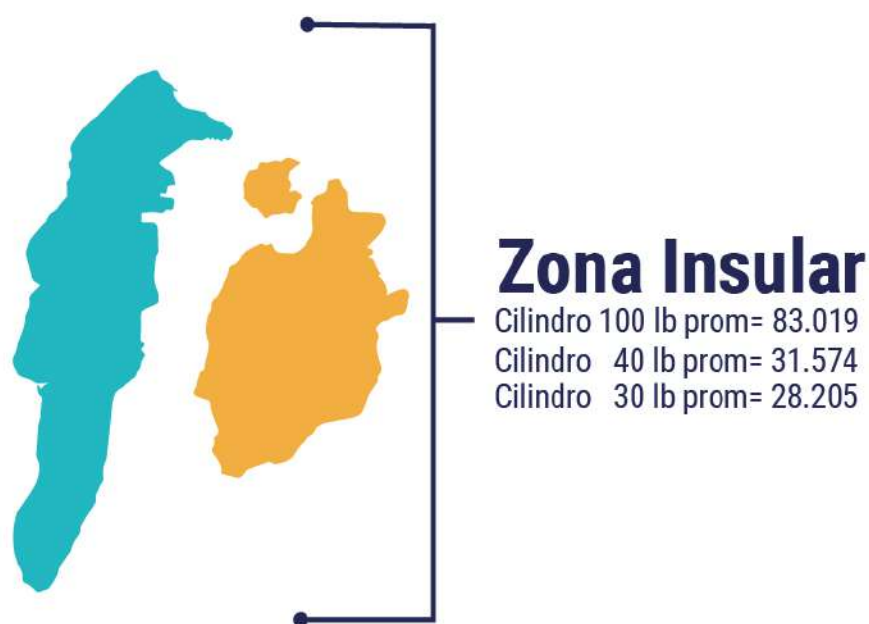 Zona Insular
Cilindro 100 lb prom= 83.019
Cilindro 40 lb prom= 31.574
Cilindro 30 lb prom= 28.205